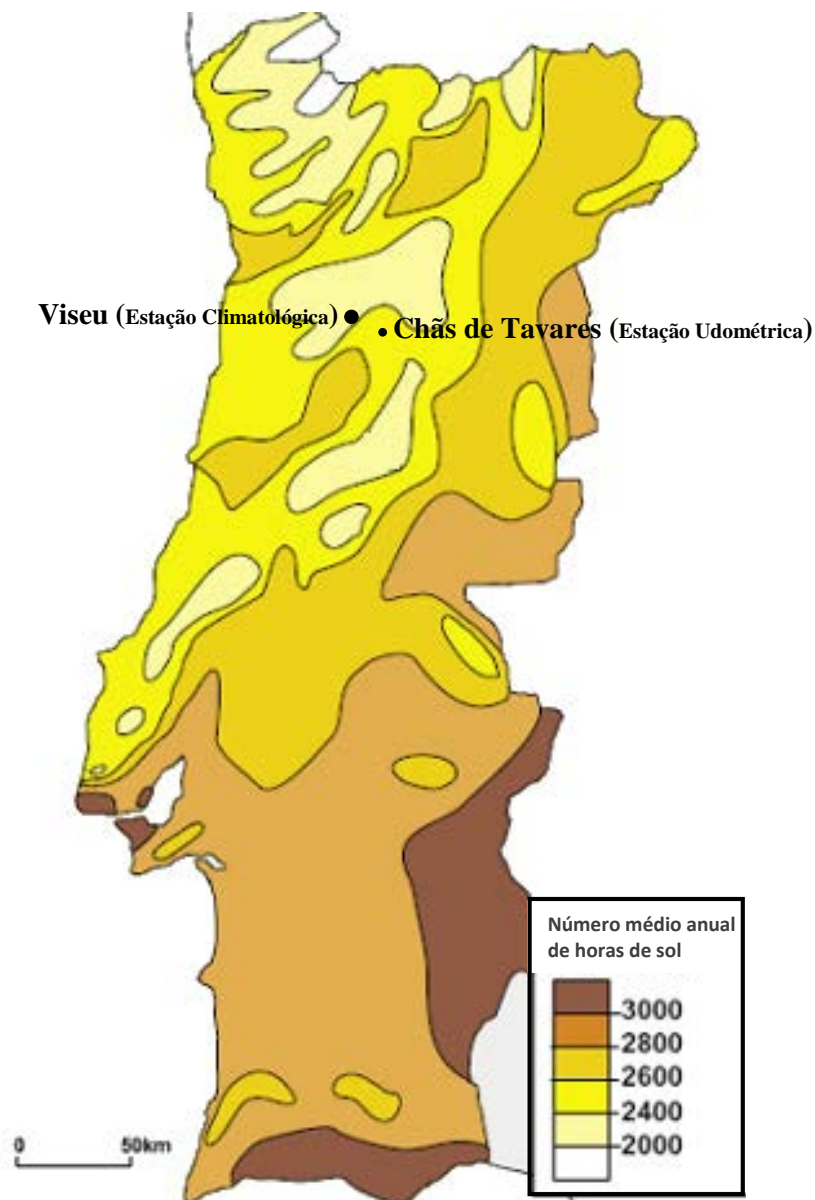 Viseu (Estação Climatológica)
Chãs de Tavares (Estação Udométrica)
Número médio anual
de horas de sol
3000
2800
2600
2400
2000
0 50km